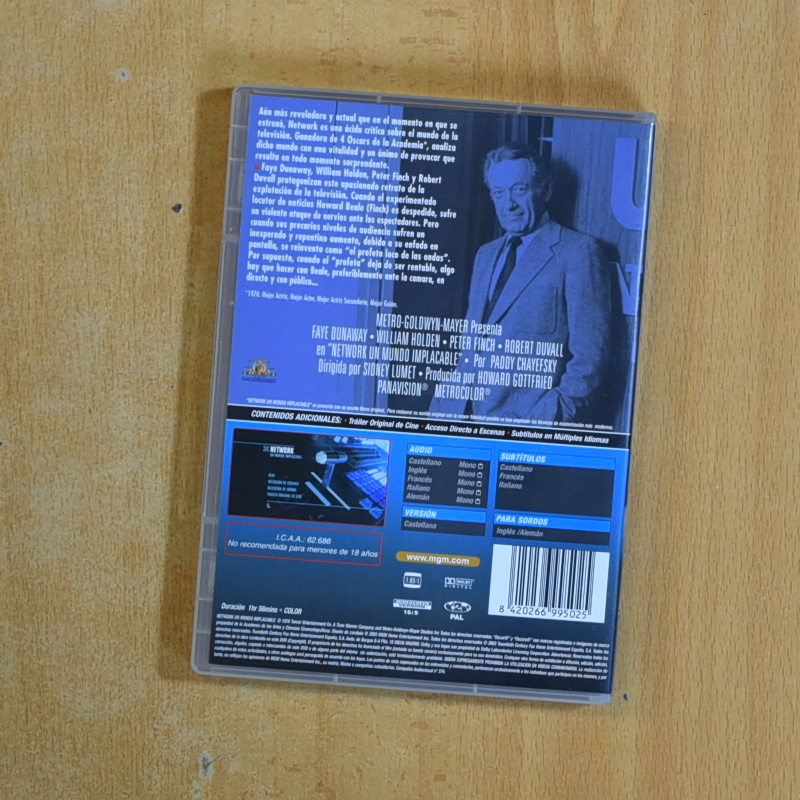 Aún más reveladora y actual que en el momento en que se
estrenó, Network es una ácida crítica sobre el mundo de la
televisión. Ganadora de 4 Oscars de la Academia*, analiza
dicho mundo con una vitalidad y un ánimo de provocar que
resulta en todo momento sorprendente.
Faye Dunaway, William Holden, Peter Finch y Robert
Duvall protagonizan este apasionado retrato de la
explotación de la televisión. Cuando el experimentado
locutor de noticias Howard Beale (Finch) es despedido, sufre
un violento ataque de nervios ante los espectadores. Pero
cuando sus precarios niveles de audiencia sufren un
inesperado y repentino aumento, debido a su enfado en
pantalla, se reinventa como "el profeta loco de las ondas".
Por supuesto, cuando el "profeta" deja de ser rentable, algo
hay que hacer con Beale, preferiblemente ante la camara, en
directo y con público...
*1976: Mejor Actriz, Mejor Actor, Mejor Actriz Secundaria, Mejor Guión.
METRO-GOLDWYN-MAYER Presenta
FAYE DUNAWAY • WILLIAM HOLDEN • PETER FINCH • ROBERT DUVALL
en "NETWORK UN MUNDO IMPLACABLE" • Por PADDY CHAYEFSKY
Dirigida por SIDNEY LUMET • Producida por HOWARD GOTTFRIED
PANAVISION® METROCOLOR®
CONTENIDOS ADICIONALES: • Tráiler Original de Cine • Acceso Directo a Escenas • Subtítulos en Múltiples Idiomas
NETWORK
UN MUNDO IMPLACABLE
AUDIO
Castellano Mono
Inglés Mono
Francés Mono
Italiano Mono
Alemán Mono
VERSIÓN
Castellana
SUBTÍTULOS
Castellano
Francés
Italiano
PARA SORDOS
Inglés /Alemán
I.C.A.A.: 62.686
No recomendada para menores de 18 años
www.mgm.com
1.85:1
DOLBY
DIGITAL
16:9
PAL
8 420266 995025
Duración 1hr 56mins • COLOR